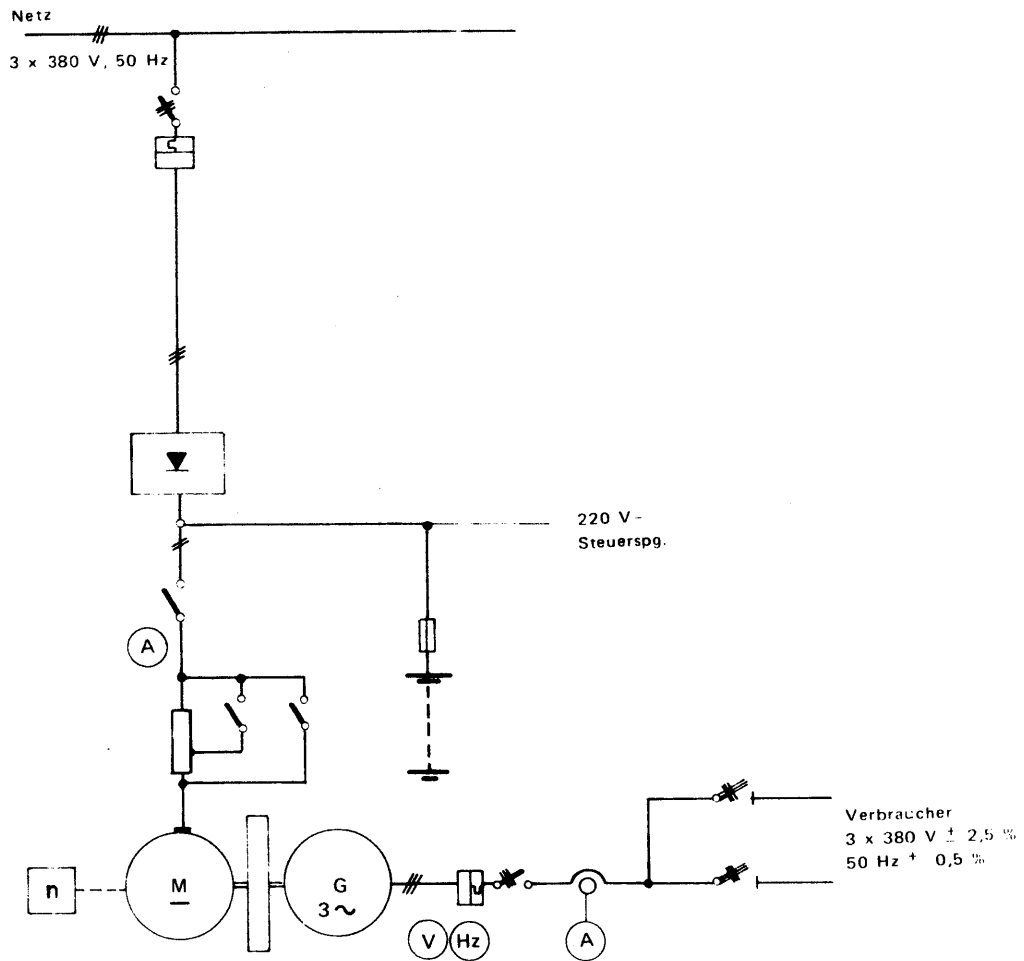 Netz
3 x 380 V, 50 Hz
220 V-
Steuerspg.
A
Verbraucher
3 x 380 V ± 2,5 %
50 Hz ± 0,5 %
n
M
G
3~
V
Hz
A